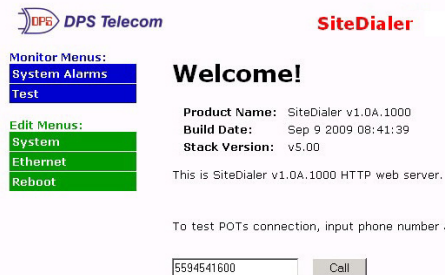 DPS DPS Telecom
SiteDialer
Monitor Menus:
System Alarms
Test
Edit Menus:
System
Ethernet
Reboot
Welcome!
Product Name: SiteDialer v1.0A.1000
Build Date: Sep 9 2009 08:41:39
Stack Version: v5.00
This is SiteDialer v1.0A.1000 HTTP web server.
To test POTs connection, input phone number
5594541600 Call